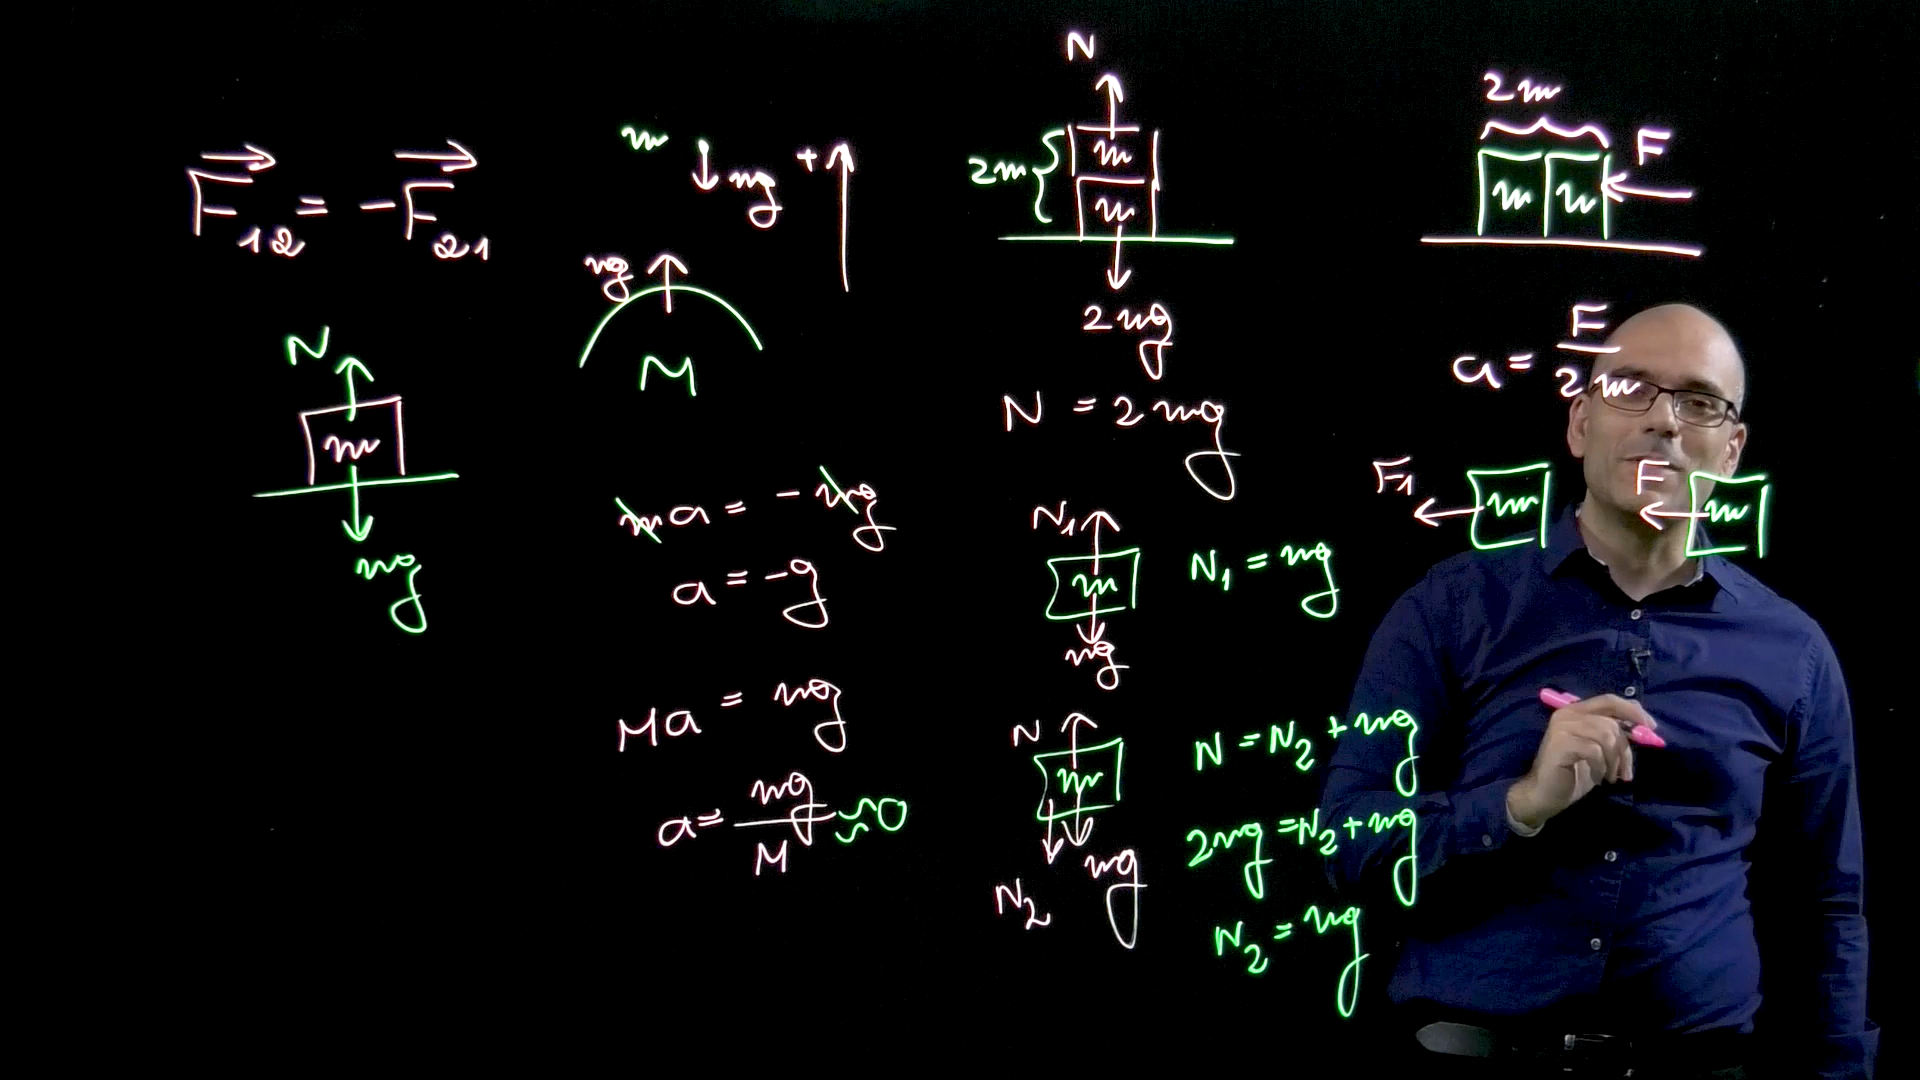 F₁₂ = -F₂₁
N
m
mg
m
mg
+
mg
M
ma = -mg
a = -g
Ma = mg
a = mg/M ≈ 0
N
2m
m
m
2mg
N = 2mg
N₁
m
mg
N₁ = mg
N
m
N₂
mg
N = N₂ + mg
2mg = N₂ + mg
N₂ = mg
2m
m
m
F
a = F/2m
F₁
m
F
m